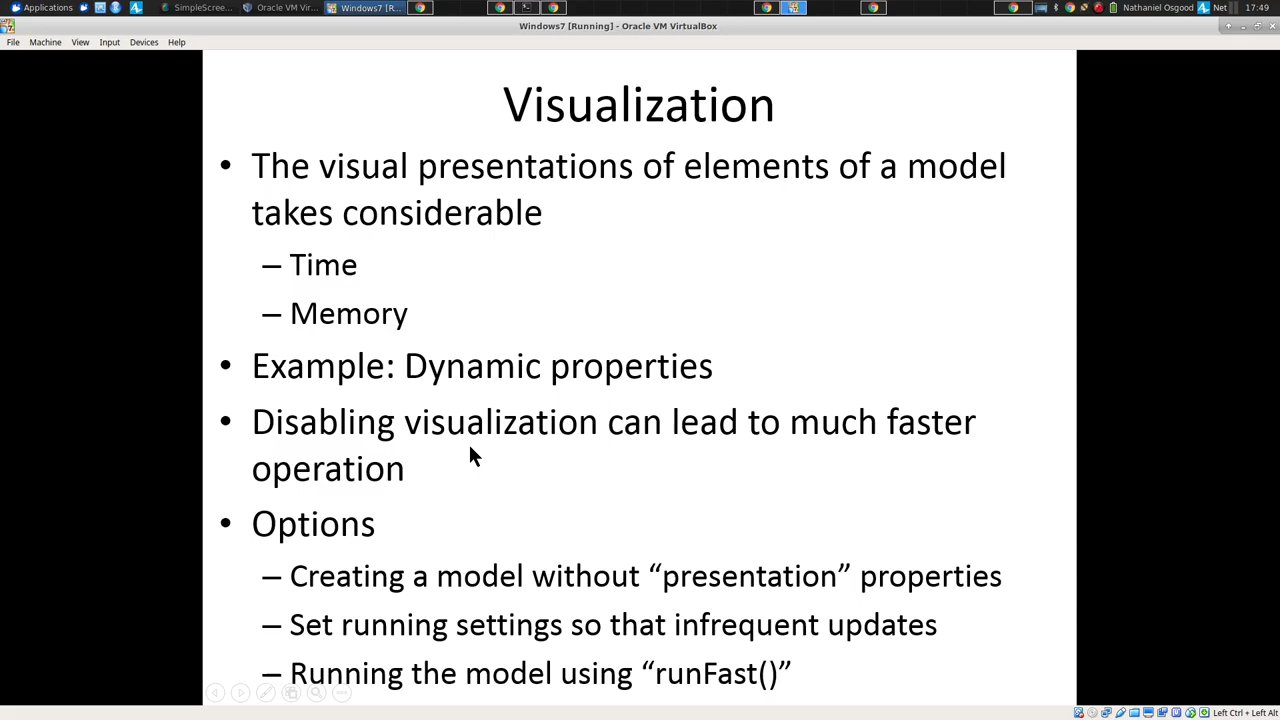 Applications SimpleScree... Oracle VM Vir... Windows7 [R... Nathaniel Osgood Net 17:49
Windows7 [Running] - Oracle VM VirtualBox
File Machine View Input Devices Help
Visualization
• The visual presentations of elements of a model
takes considerable
– Time
– Memory
• Example: Dynamic properties
• Disabling visualization can lead to much faster
operation
• Options
– Creating a model without “presentation” properties
– Set running settings so that infrequent updates
– Running the model using “runFast()”
Left Ctrl + Left Alt